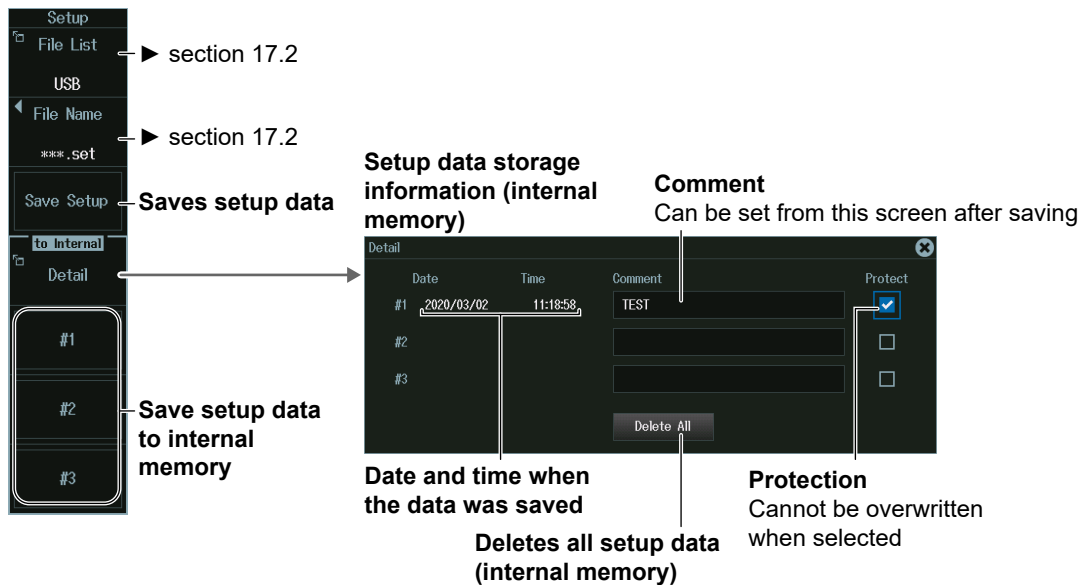 Setup
File List
USB
► section 17.2
File Name
***.set
► section 17.2
Save Setup
Saves setup data
to Internal
Detail
#1
#2
#3
Save setup data
to internal
memory
Setup data storage
information (internal
memory)
Comment
Can be set from this screen after saving
Detail
Date Time Comment Protect
#1 2020/03/02 11:18:58 TEST
#2
#3
Delete All
Date and time when
the data was saved
Deletes all setup data
(internal memory)
Protection
Cannot be overwritten
when selected